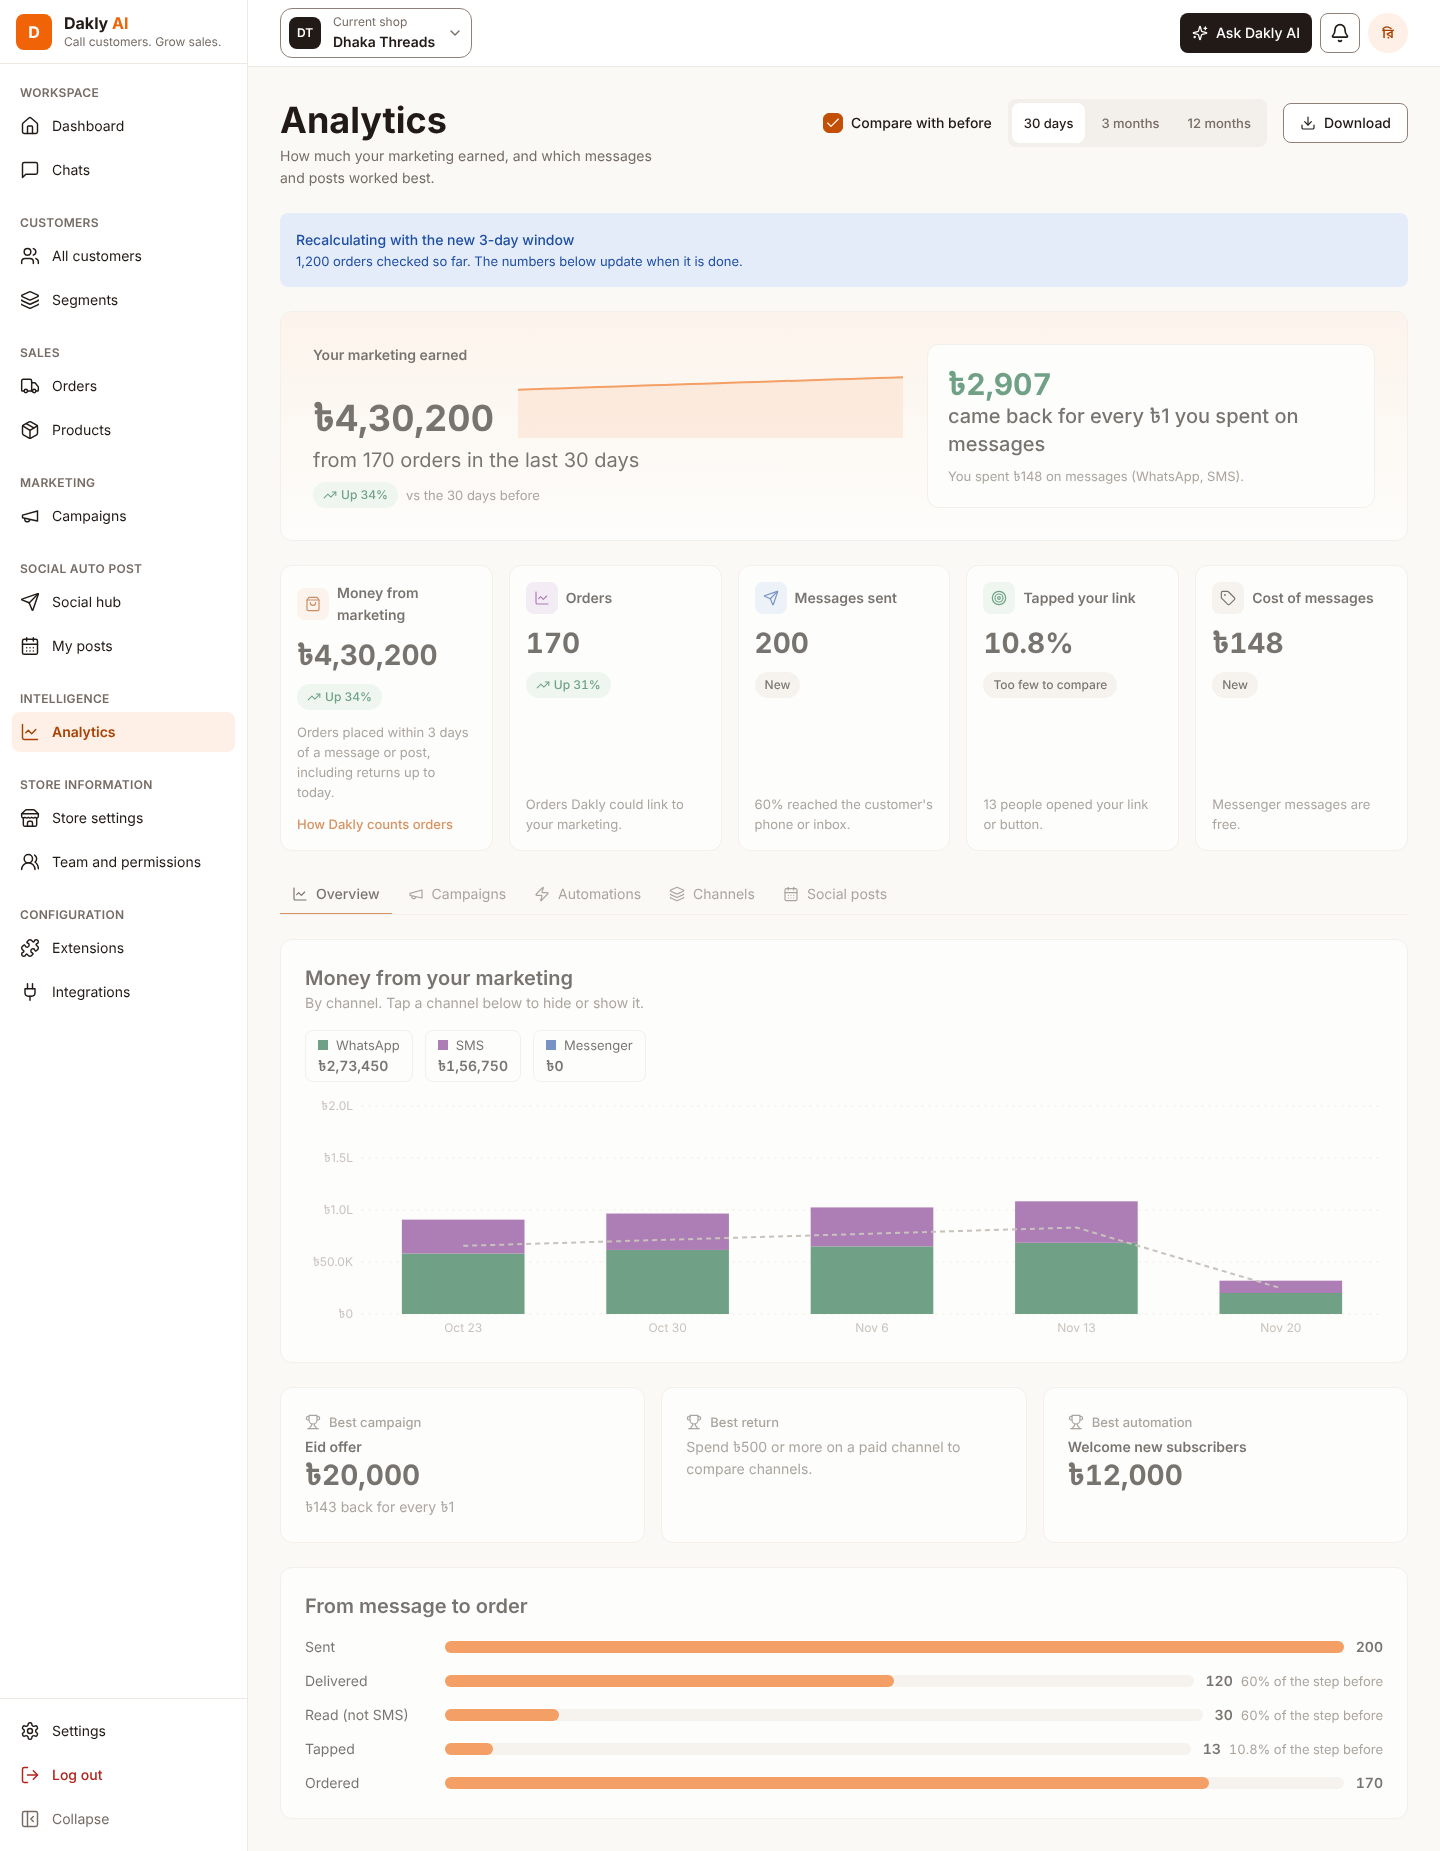 D
Dakly AI
Call customers. Grow sales.
DT
Current shop
Dhaka Threads
Ask Dakly AI
রি
WORKSPACE
Dashboard
Chats
CUSTOMERS
All customers
Segments
SALES
Orders
Products
MARKETING
Campaigns
SOCIAL AUTO POST
Social hub
My posts
INTELLIGENCE
Analytics
STORE INFORMATION
Store settings
Team and permissions
CONFIGURATION
Extensions
Integrations
Settings
Log out
Collapse
Analytics
How much your marketing earned, and which messages
and posts worked best.
Compare with before
30 days
3 months
12 months
Download
Recalculating with the new 3-day window
1,200 orders checked so far. The numbers below update when it is done.
Your marketing earned
৳4,30,200
from 170 orders in the last 30 days
Up 34%
vs the 30 days before
৳2,907
came back for every ৳1 you spent on
messages
You spent ৳148 on messages (WhatsApp, SMS).
Money from
marketing
৳4,30,200
Up 34%
Orders placed within 3 days
of a message or post,
including returns up to
today.
How Dakly counts orders
Orders
170
Up 31%
Orders Dakly could link to
your marketing.
Messages sent
200
New
60% reached the customer's
phone or inbox.
Tapped your link
10.8%
Too few to compare
13 people opened your link
or button.
Cost of messages
৳148
New
Messenger messages are
free.
Overview
Campaigns
Automations
Channels
Social posts
Money from your marketing
By channel. Tap a channel below to hide or show it.
WhatsApp
৳2,73,450
SMS
৳1,56,750
Messenger
৳0
৳2.0L
৳1.5L
৳1.0L
৳50.0K
৳0
Oct 23
Oct 30
Nov 6
Nov 13
Nov 20
Best campaign
Eid offer
৳20,000
৳143 back for every ৳1
Best return
Spend ৳500 or more on a paid channel to
compare channels.
Best automation
Welcome new subscribers
৳12,000
From message to order
Sent
200
Delivered
120 60% of the step before
Read (not SMS)
30 60% of the step before
Tapped
13 10.8% of the step before
Ordered
170